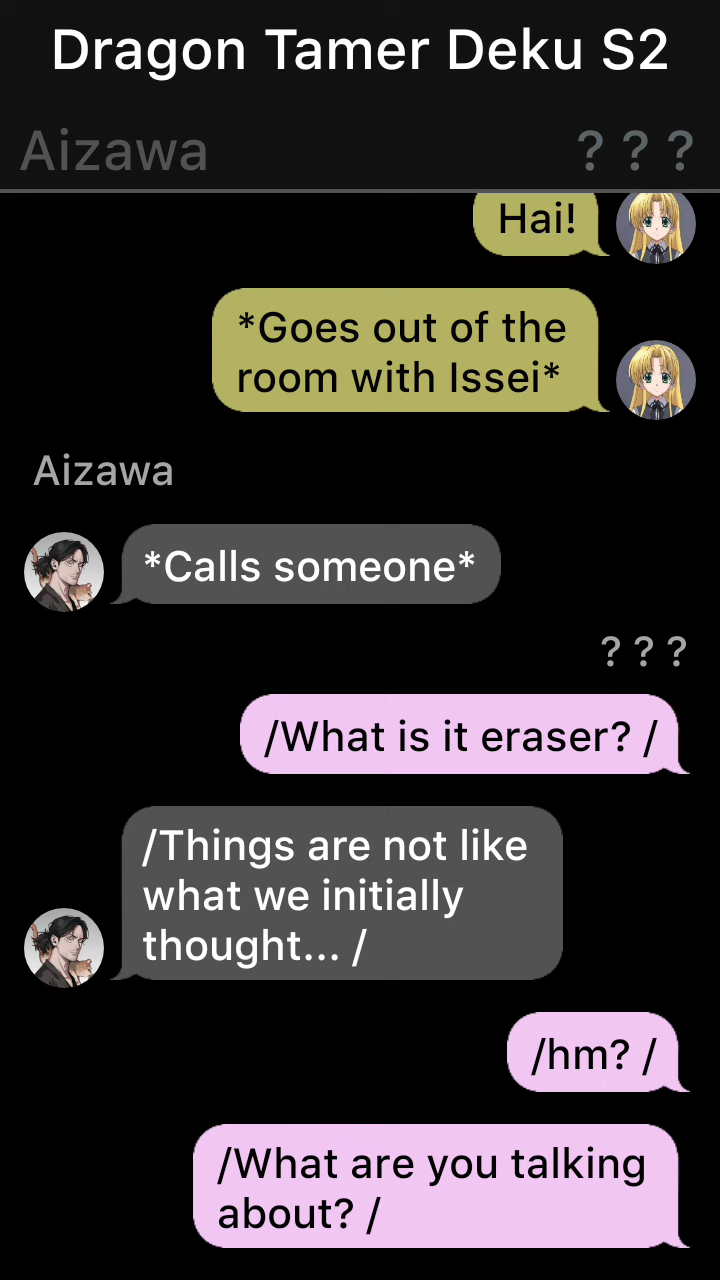 Dragon Tamer Deku S2
Aizawa
? ? ?
Hai!
*Goes out of the
room with Issei*
Aizawa
*Calls someone*
? ? ?
/What is it eraser? /
/Things are not like
what we initially
thought... /
/hm? /
/What are you talking
about? /